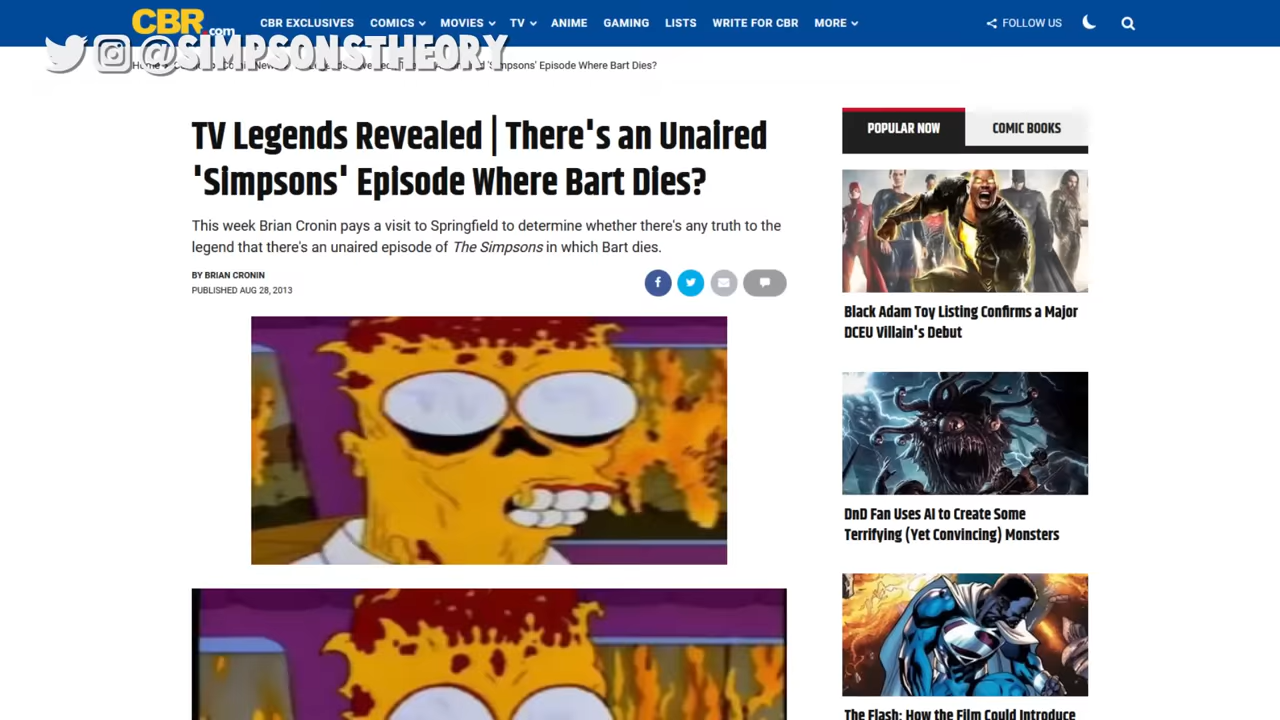 CBR.com
CBR EXCLUSIVES COMICS MOVIES TV ANIME GAMING LISTS WRITE FOR CBR MORE FOLLOW US
@SIMPSONSTHEORY
'Simpsons' Episode Where Bart Dies?
TV Legends Revealed | There's an Unaired
'Simpsons' Episode Where Bart Dies?
This week Brian Cronin pays a visit to Springfield to determine whether there's any truth to the
legend that there's an unaired episode of The Simpsons in which Bart dies.
BY BRIAN CRONIN
PUBLISHED AUG 28, 2013
POPULAR NOW
COMIC BOOKS
Black Adam Toy Listing Confirms a Major
DCEU Villain's Debut
DnD Fan Uses AI to Create Some
Terrifying (Yet Convincing) Monsters
The Flash: How the Film Could Introduce